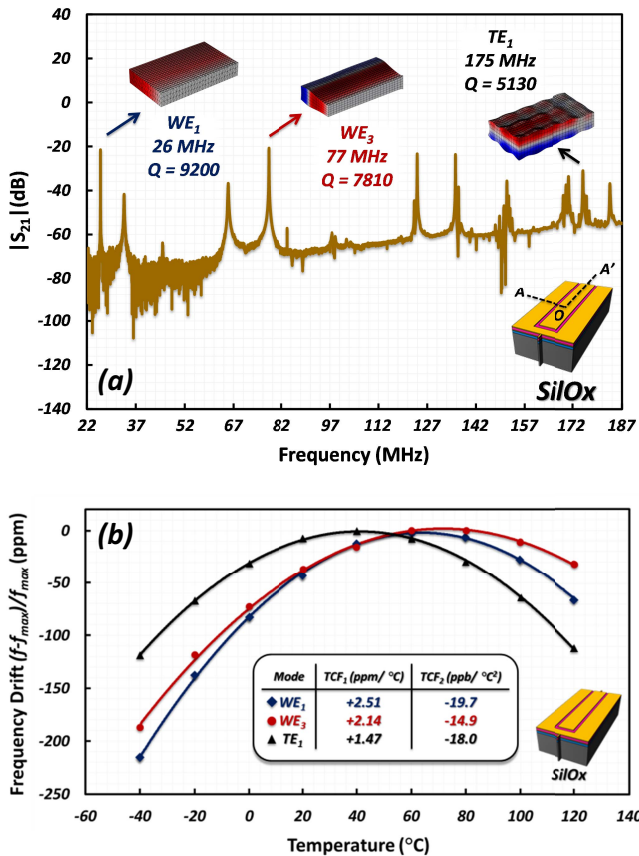 40
20
0
-20
-40
-60
-80
-100
-120
-140
|S21| (dB)
WE1
26 MHz
Q = 9200
WE3
77 MHz
Q = 7810
TE1
175 MHz
Q = 5130
A
A'
O
SilOx
(a)
22 37 52 67 82 97 112 127 142 157 172 187
Frequency (MHz)
(b)
0
-50
-100
-150
-200
-250
Frequency Drift (f-fmax)/fmax (ppm)
Mode TCF1 (ppm/ °C) TCF2 (ppb/ °C²)
WE1 +2.51 -19.7
WE3 +2.14 -14.9
TE1 +1.47 -18.0
SilOx
-60 -40 -20 0 20 40 60 80 100 120 140
Temperature (°C)